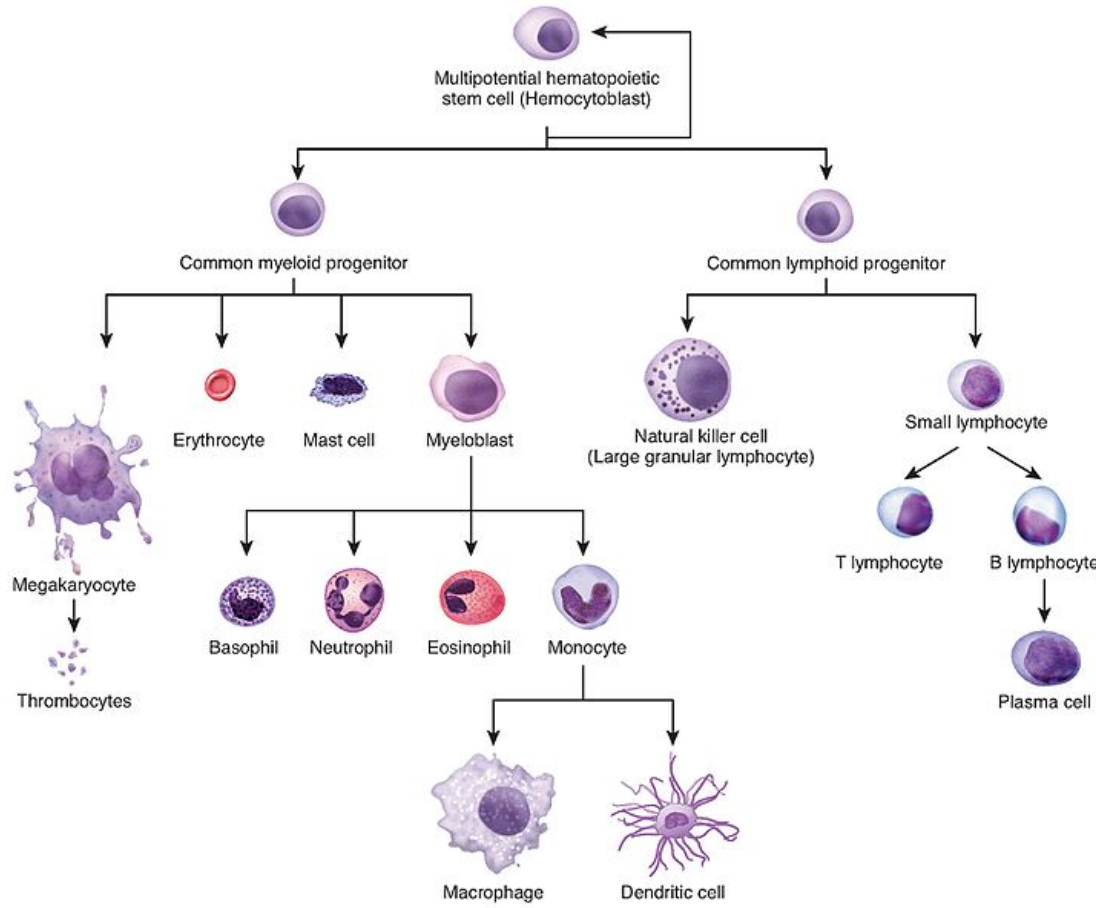 Multipotential hematopoietic
stem cell (Hemocytoblast)
Common myeloid progenitor
Common lymphoid progenitor
Erythrocyte
Mast cell
Myeloblast
Natural killer cell
(Large granular lymphocyte)
Small lymphocyte
T lymphocyte
B lymphocyte
Megakaryocyte
Basophil
Neutrophil
Eosinophil
Monocyte
Thrombocytes
Plasma cell
Macrophage
Dendritic cell